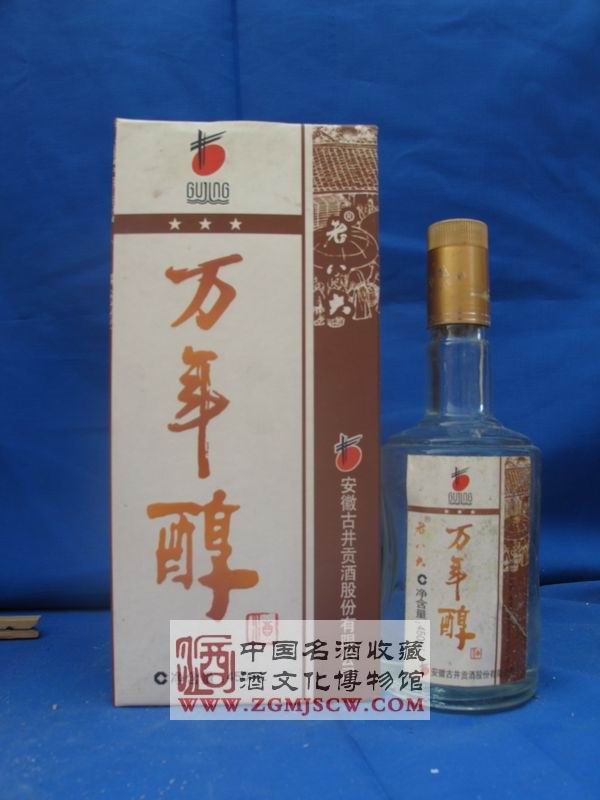 GUJING
★★★
万年醇
老八大®
安徽古井贡酒股份有限
GUJING
★★★
老八大®
万年醇
净含量
安徽古井贡酒股份有
中国名酒收藏
酒文化博物馆
WWW.ZGMJSCW.COM